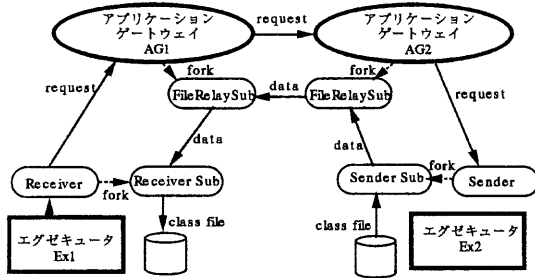 アプリケーション
ゲートウェイ
AG1
request
アプリケーション
ゲートウェイ
AG2
fork
fork
request
FileRelaySub
data
FileRelaySub
request
data
data
fork
Receiver
fork
Receiver Sub
Sender Sub
Sender
class file
class file
エグゼキュータ
Ex1
エグゼキュータ
Ex2